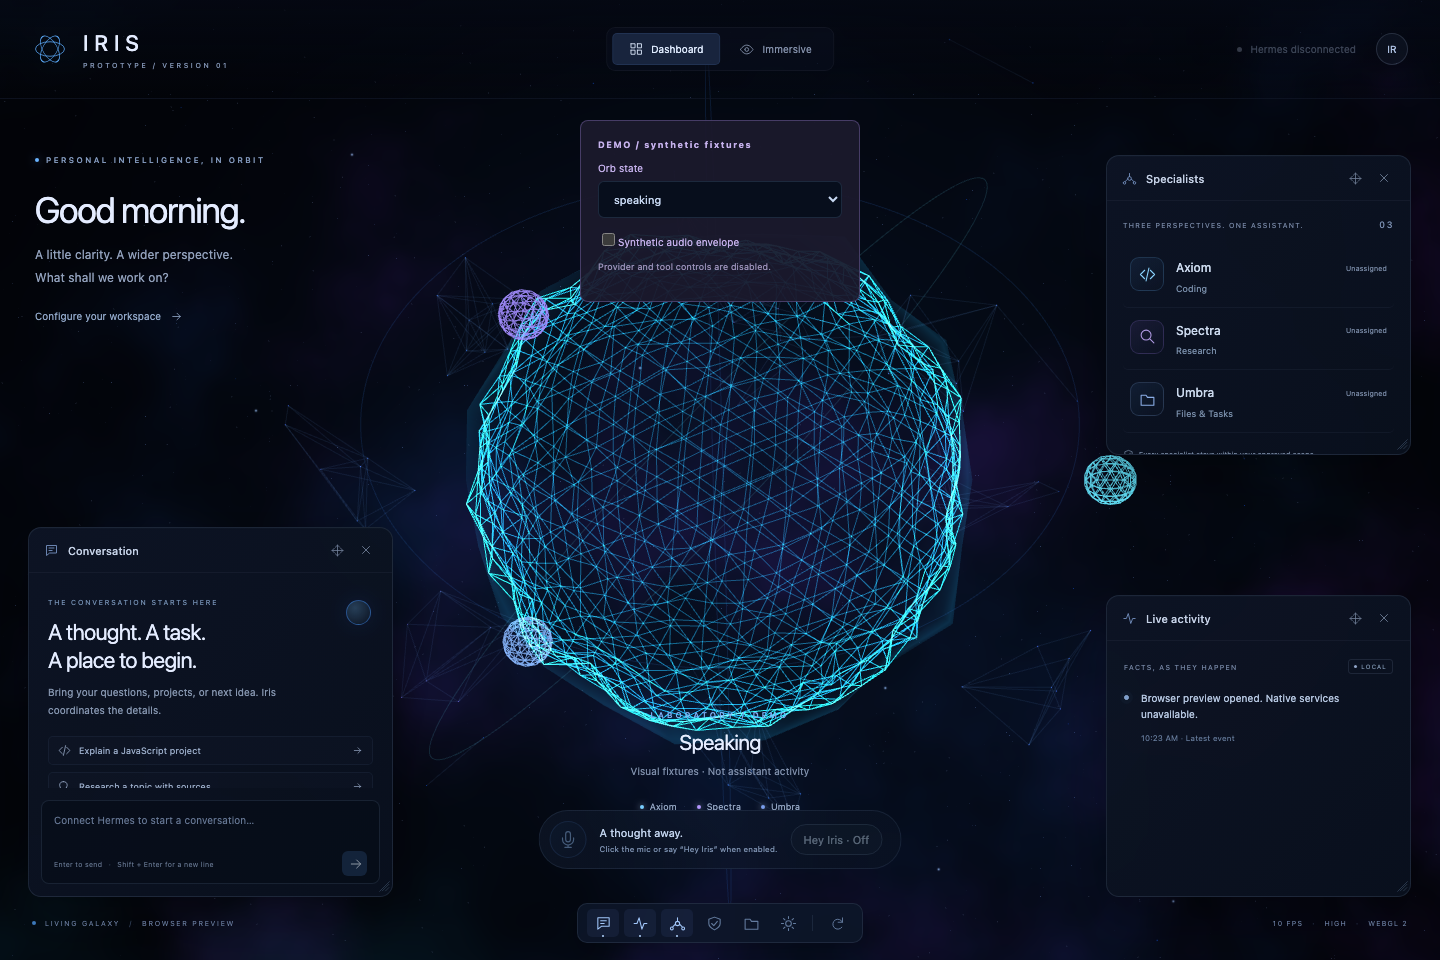 IRIS
PROTOTYPE / VERSION 01
Dashboard
Immersive
Hermes disconnected
IR
PERSONAL INTELLIGENCE, IN ORBIT
Good morning.
A little clarity. A wider perspective.
What shall we work on?
Configure your workspace
DEMO / synthetic fixtures
Orb state
speaking
Synthetic audio envelope
Provider and tool controls are disabled.
Specialists
THREE PERSPECTIVES. ONE ASSISTANT.
03
Axiom
Unassigned
Coding
Spectra
Unassigned
Research
Umbra
Unassigned
Files & Tasks
Conversation
THE CONVERSATION STARTS HERE
A thought. A task.
A place to begin.
Bring your questions, projects, or next idea. Iris
coordinates the details.
Explain a JavaScript project
Research a topic with sources
Connect Hermes to start a conversation...
Enter to send · Shift + Enter for a new line
Speaking
Visual fixtures · Not assistant activity
Axiom
Spectra
Umbra
A thought away.
Click the mic or say “Hey Iris” when enabled.
Hey Iris · Off
Live activity
FACTS, AS THEY HAPPEN
LOCAL
Browser preview opened. Native services
unavailable.
10:23 AM · Latest event
LIVING GALAXY / BROWSER PREVIEW
10 FPS · HIGH · WEBGL 2